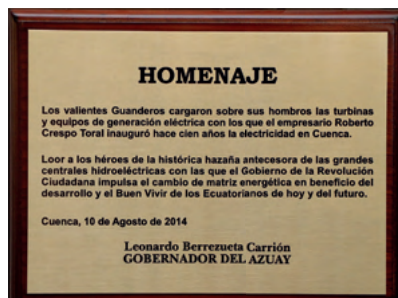 HOMENAJE
Los valientes Guanderos cargaron sobre sus hombros las turbinas
y equipos de generación eléctrica con los que el empresario Roberto
Crespo Toral inauguró hace cien años la electricidad en Cuenca.
Loor a los héroes de la histórica hazaña antecesora de las grandes
centrales hidroeléctricas con las que el Gobierno de la Revolución
Ciudadana impulsa el cambio de matriz energética en beneficio del
desarrollo y el Buen Vivir de los Ecuatorianos de hoy y del futuro.
Cuenca, 10 de Agosto de 2014
Leonardo Berrezueta Carrión
GOBERNADOR DEL AZUAY